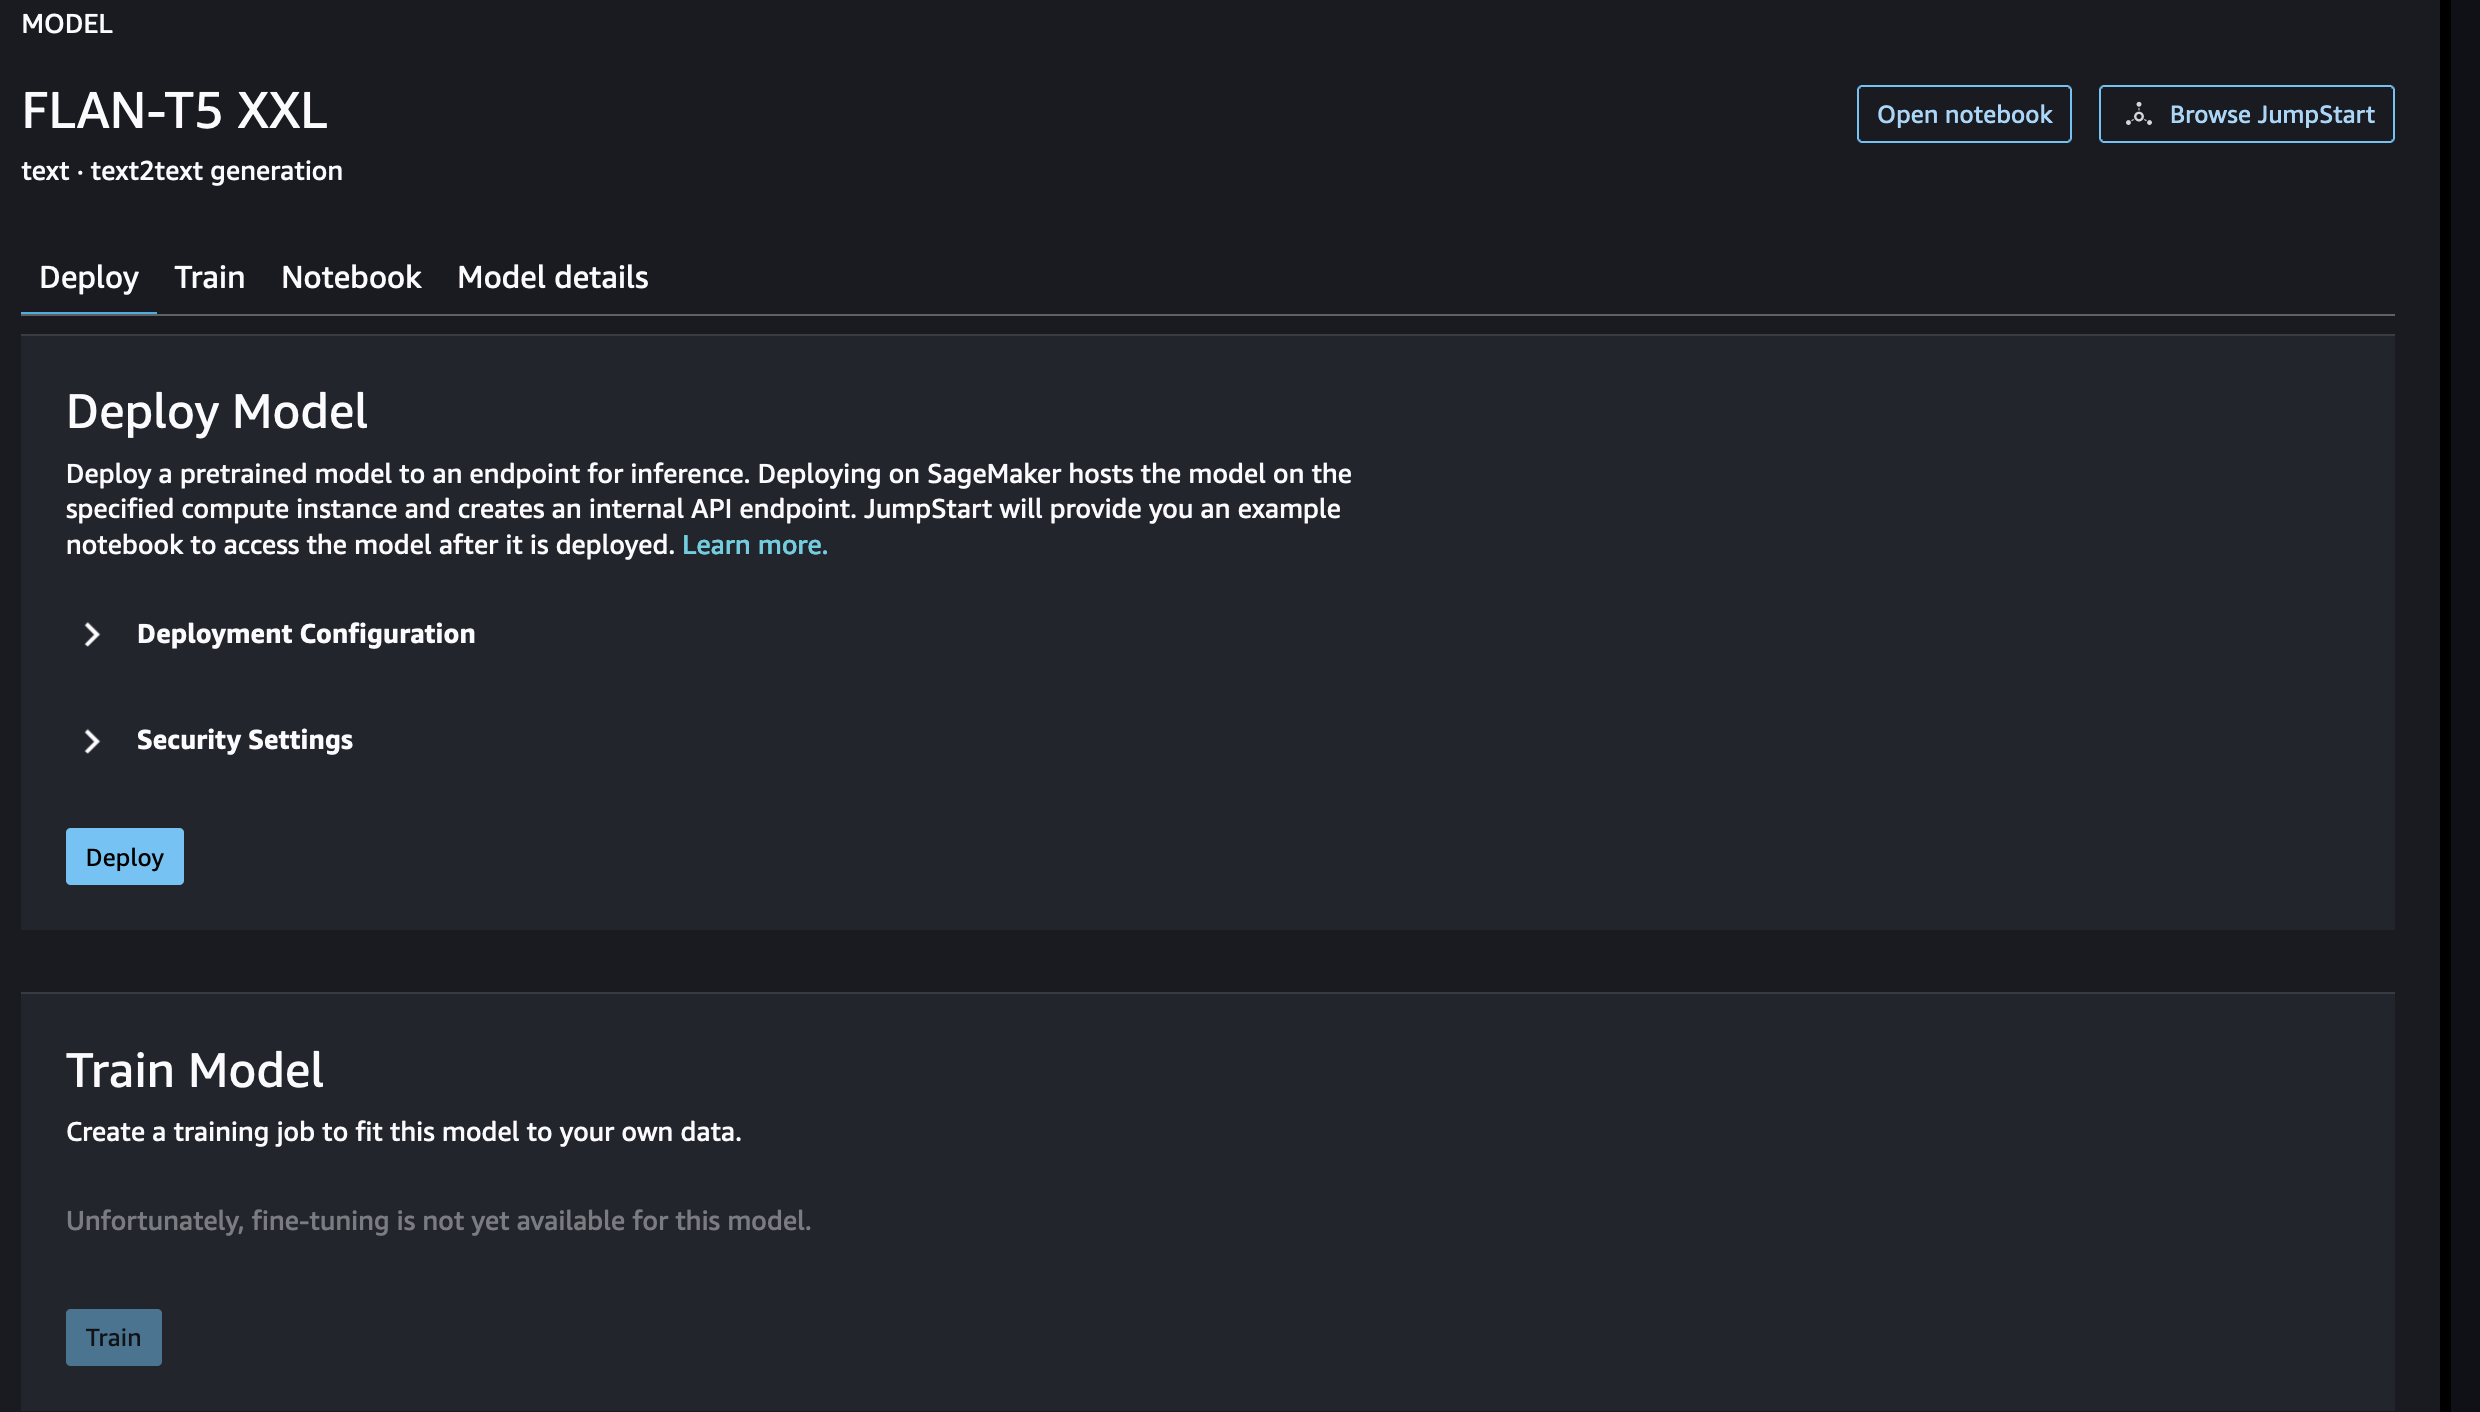 MODEL
FLAN-T5 XXL
Open notebook
Browse JumpStart
text · text2text generation
Deploy Train Notebook Model details
Deploy Model
Deploy a pretrained model to an endpoint for inference. Deploying on SageMaker hosts the model on the
specified compute instance and creates an internal API endpoint. JumpStart will provide you an example
notebook to access the model after it is deployed. Learn more.
Deployment Configuration
Security Settings
Deploy
Train Model
Create a training job to fit this model to your own data.
Unfortunately, fine-tuning is not yet available for this model.
Train